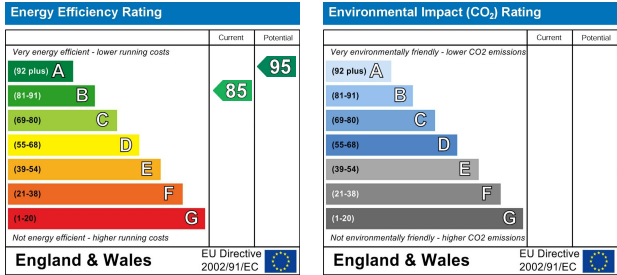 Energy Efficiency Rating
Current Potential
Very energy efficient - lower running costs
(92 plus) A
(81-91) B
(69-80) C
(55-68) D
(39-54) E
(21-38) F
(1-20) G
85
95
Not energy efficient - higher running costs
England & Wales
EU Directive
2002/91/EC
Environmental Impact (CO₂) Rating
Current Potential
Very environmentally friendly - lower CO2 emissions
(92 plus) A
(81-91) B
(69-80) C
(55-68) D
(39-54) E
(21-38) F
(1-20) G
Not environmentally friendly - higher CO2 emissions
England & Wales
EU Directive
2002/91/EC